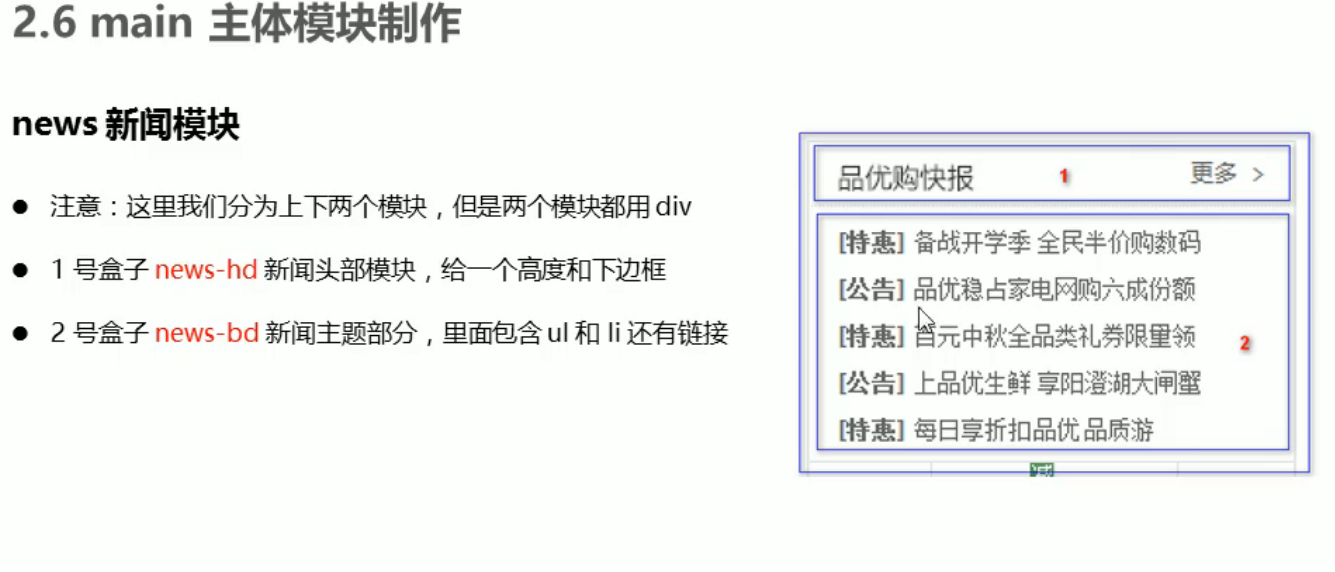 2.6 main 主体模块制作
news 新闻模块
● 注意：这里我们分为上下两个模块，但是两个模块都用 div
● 1 号盒子 news-hd 新闻头部模块，给一个高度和下边框
● 2 号盒子 news-bd 新闻主题部分，里面包含 ul 和 li 还有链接
品优购快报 1 更多 >
[特惠] 备战开学季 全民半价购数码
[公告] 品优稳占家电网购六成份额
[特惠] 百元中秋全品类礼券限量领
2
[公告] 上品优生鲜 享阳澄湖大闸蟹
[特惠] 每日享折扣品优品质游